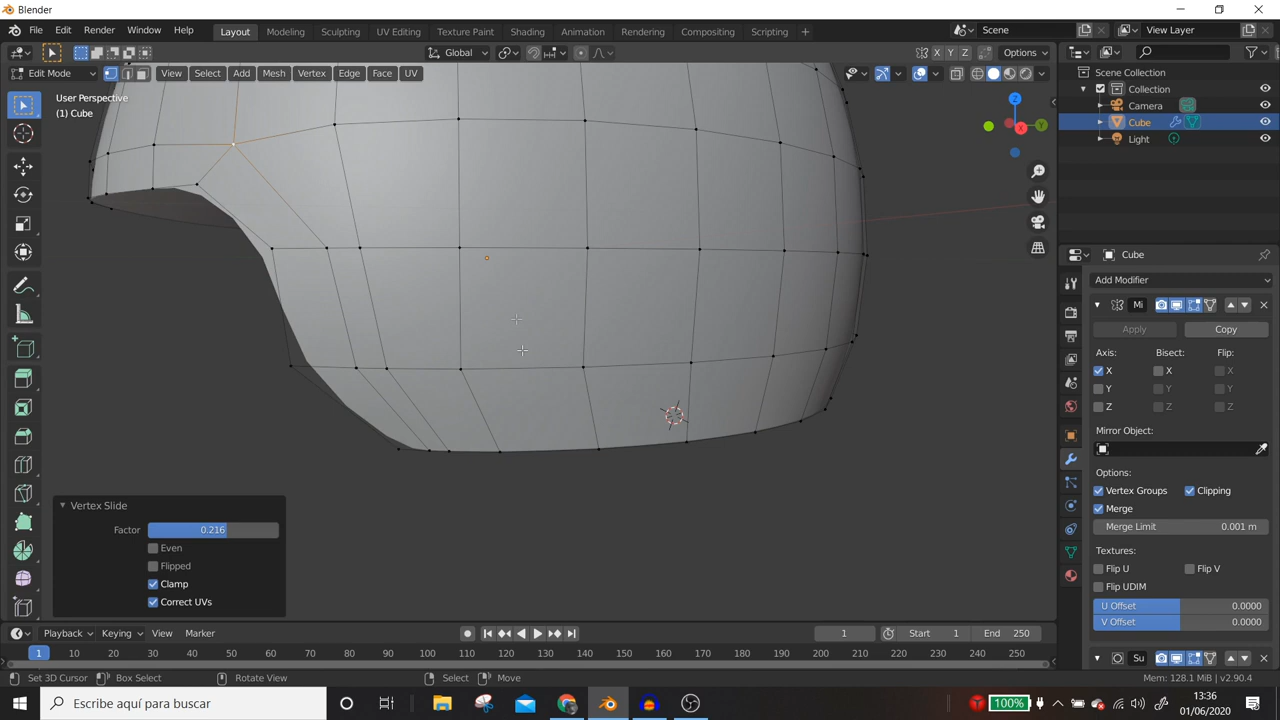 Blender
File Edit Render Window Help Layout Modeling Sculpting UV Editing Texture Paint Shading Animation Rendering Compositing Scripting + Scene View Layer
Global X Y Z Options
Edit Mode View Select Add Mesh Vertex Edge Face UV
User Perspective
(1) Cube
Z
Y
X
Scene Collection
Collection
Camera
Cube
Light
Cube
Add Modifier
Mi
Apply Copy
Axis: Bisect: Flip:
X X X
Y Y Y
Z Z Z
Mirror Object:
Options:
Vertex Groups Clipping
Merge
Merge Limit 0.001 m
Textures:
Flip U Flip V
Flip UDIM
U Offset 0.0000
V Offset 0.0000
Su
Vertex Slide
Factor 0.216
Even
Flipped
Clamp
Correct UVs
Playback Keying View Marker 1 Start 1 End 250
1 10 20 30 40 50 60 70 80 90 100 110 120 130 140 150 160 170 180 190 200 210 220 230 240 250
Set 3D Cursor Box Select Rotate View Select Move Mem: 128.1 MiB | v2.90.4
Escribe aquí para buscar 100% 13:36
01/06/2020